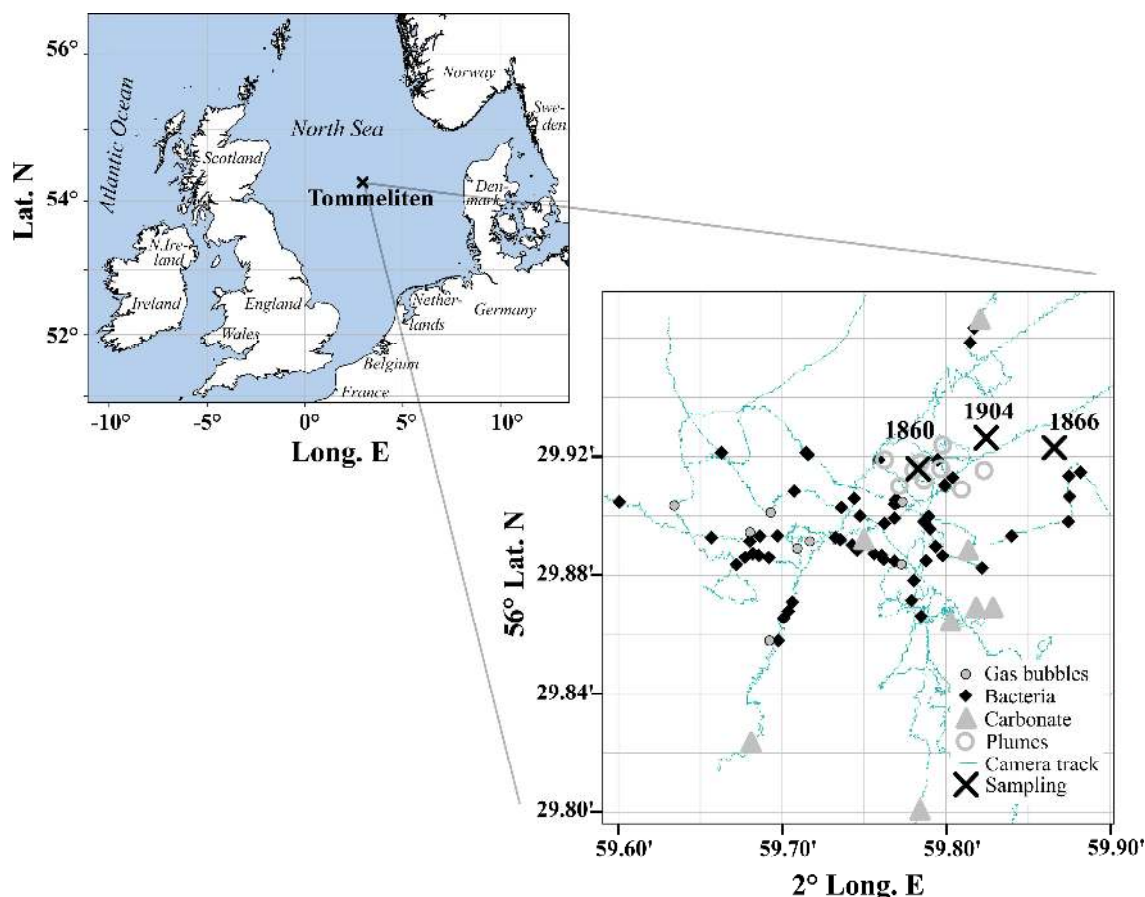 56°
54°
52°
Lat. N
Atlantic Ocean
Norway
Swe-
den
North Sea
Scotland
Tommeliten
Den-
mark
N.Ire-
land
Ireland
England
Wales
Nether-
lands
Germany
Belgium
France
-10°
-5°
0°
5°
10°
Long. E
1860
1904
1866
29.92'
29.88'
29.84'
29.80'
56° Lat. N
Gas bubbles
Bacteria
Carbonate
Plumes
Camera track
Sampling
59.60'
59.70'
59.80'
59.90'
2° Long. E